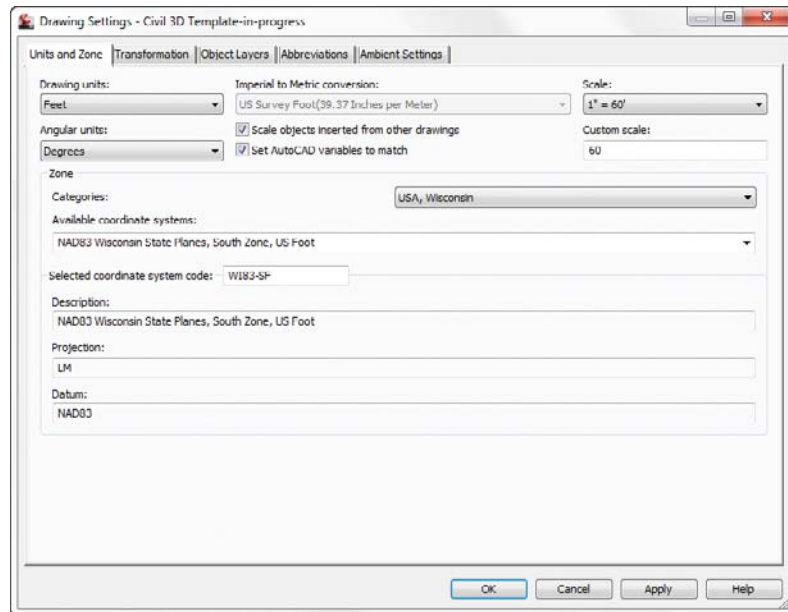 Drawing Settings - Civil 3D Template-in-progress
Units and Zone Transformation Object Layers Abbreviations Ambient Settings
Drawing units: Imperial to Metric conversion: Scale:
Feet US Survey Foot(39.37 Inches per Meter) 1" = 60'
Angular units: Scale objects inserted from other drawings Custom scale:
Degrees Set AutoCAD variables to match 60
Zone
Categories: USA, Wisconsin
Available coordinate systems:
NAD83 Wisconsin State Planes, South Zone, US Foot
Selected coordinate system code: WI83-SF
Description:
NAD83 Wisconsin State Planes, South Zone, US Foot
Projection:
LM
Datum:
NAD83
OK Cancel Apply Help